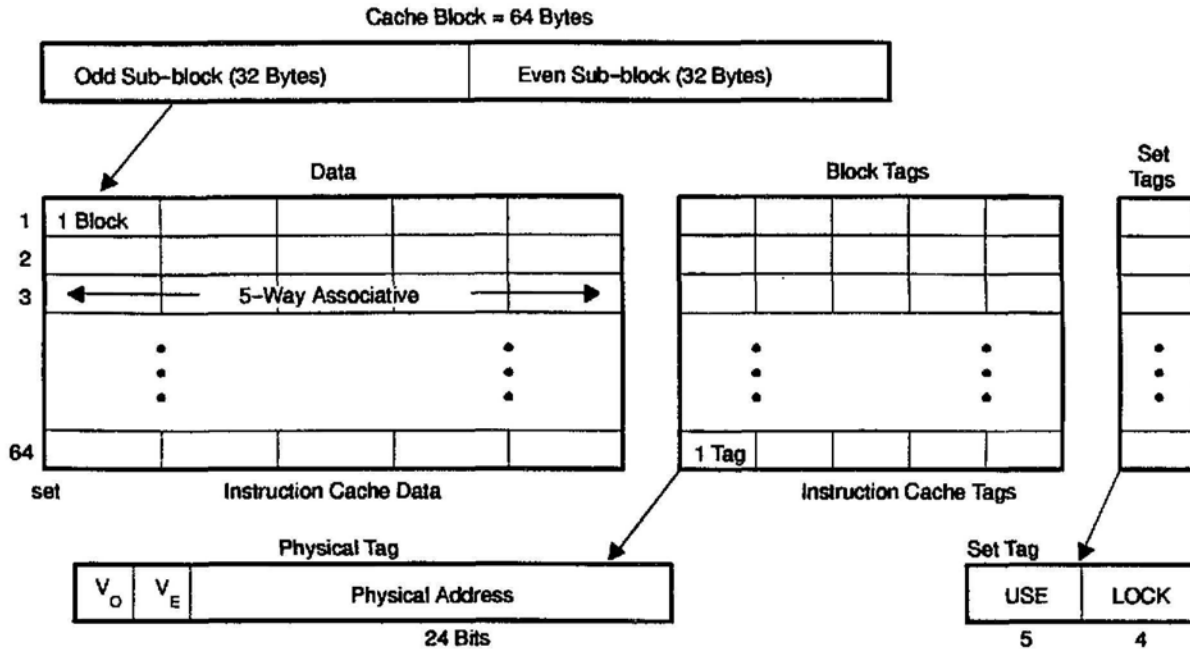 Cache Block = 64 Bytes
Odd Sub-block (32 Bytes)
Even Sub-block (32 Bytes)
Data
Block Tags
Set
Tags
1
1 Block
2
3
5-Way Associative
64
1 Tag
set
Instruction Cache Data
Instruction Cache Tags
Physical Tag
Set Tag
V_O
V_E
Physical Address
USE
LOCK
24 Bits
5
4